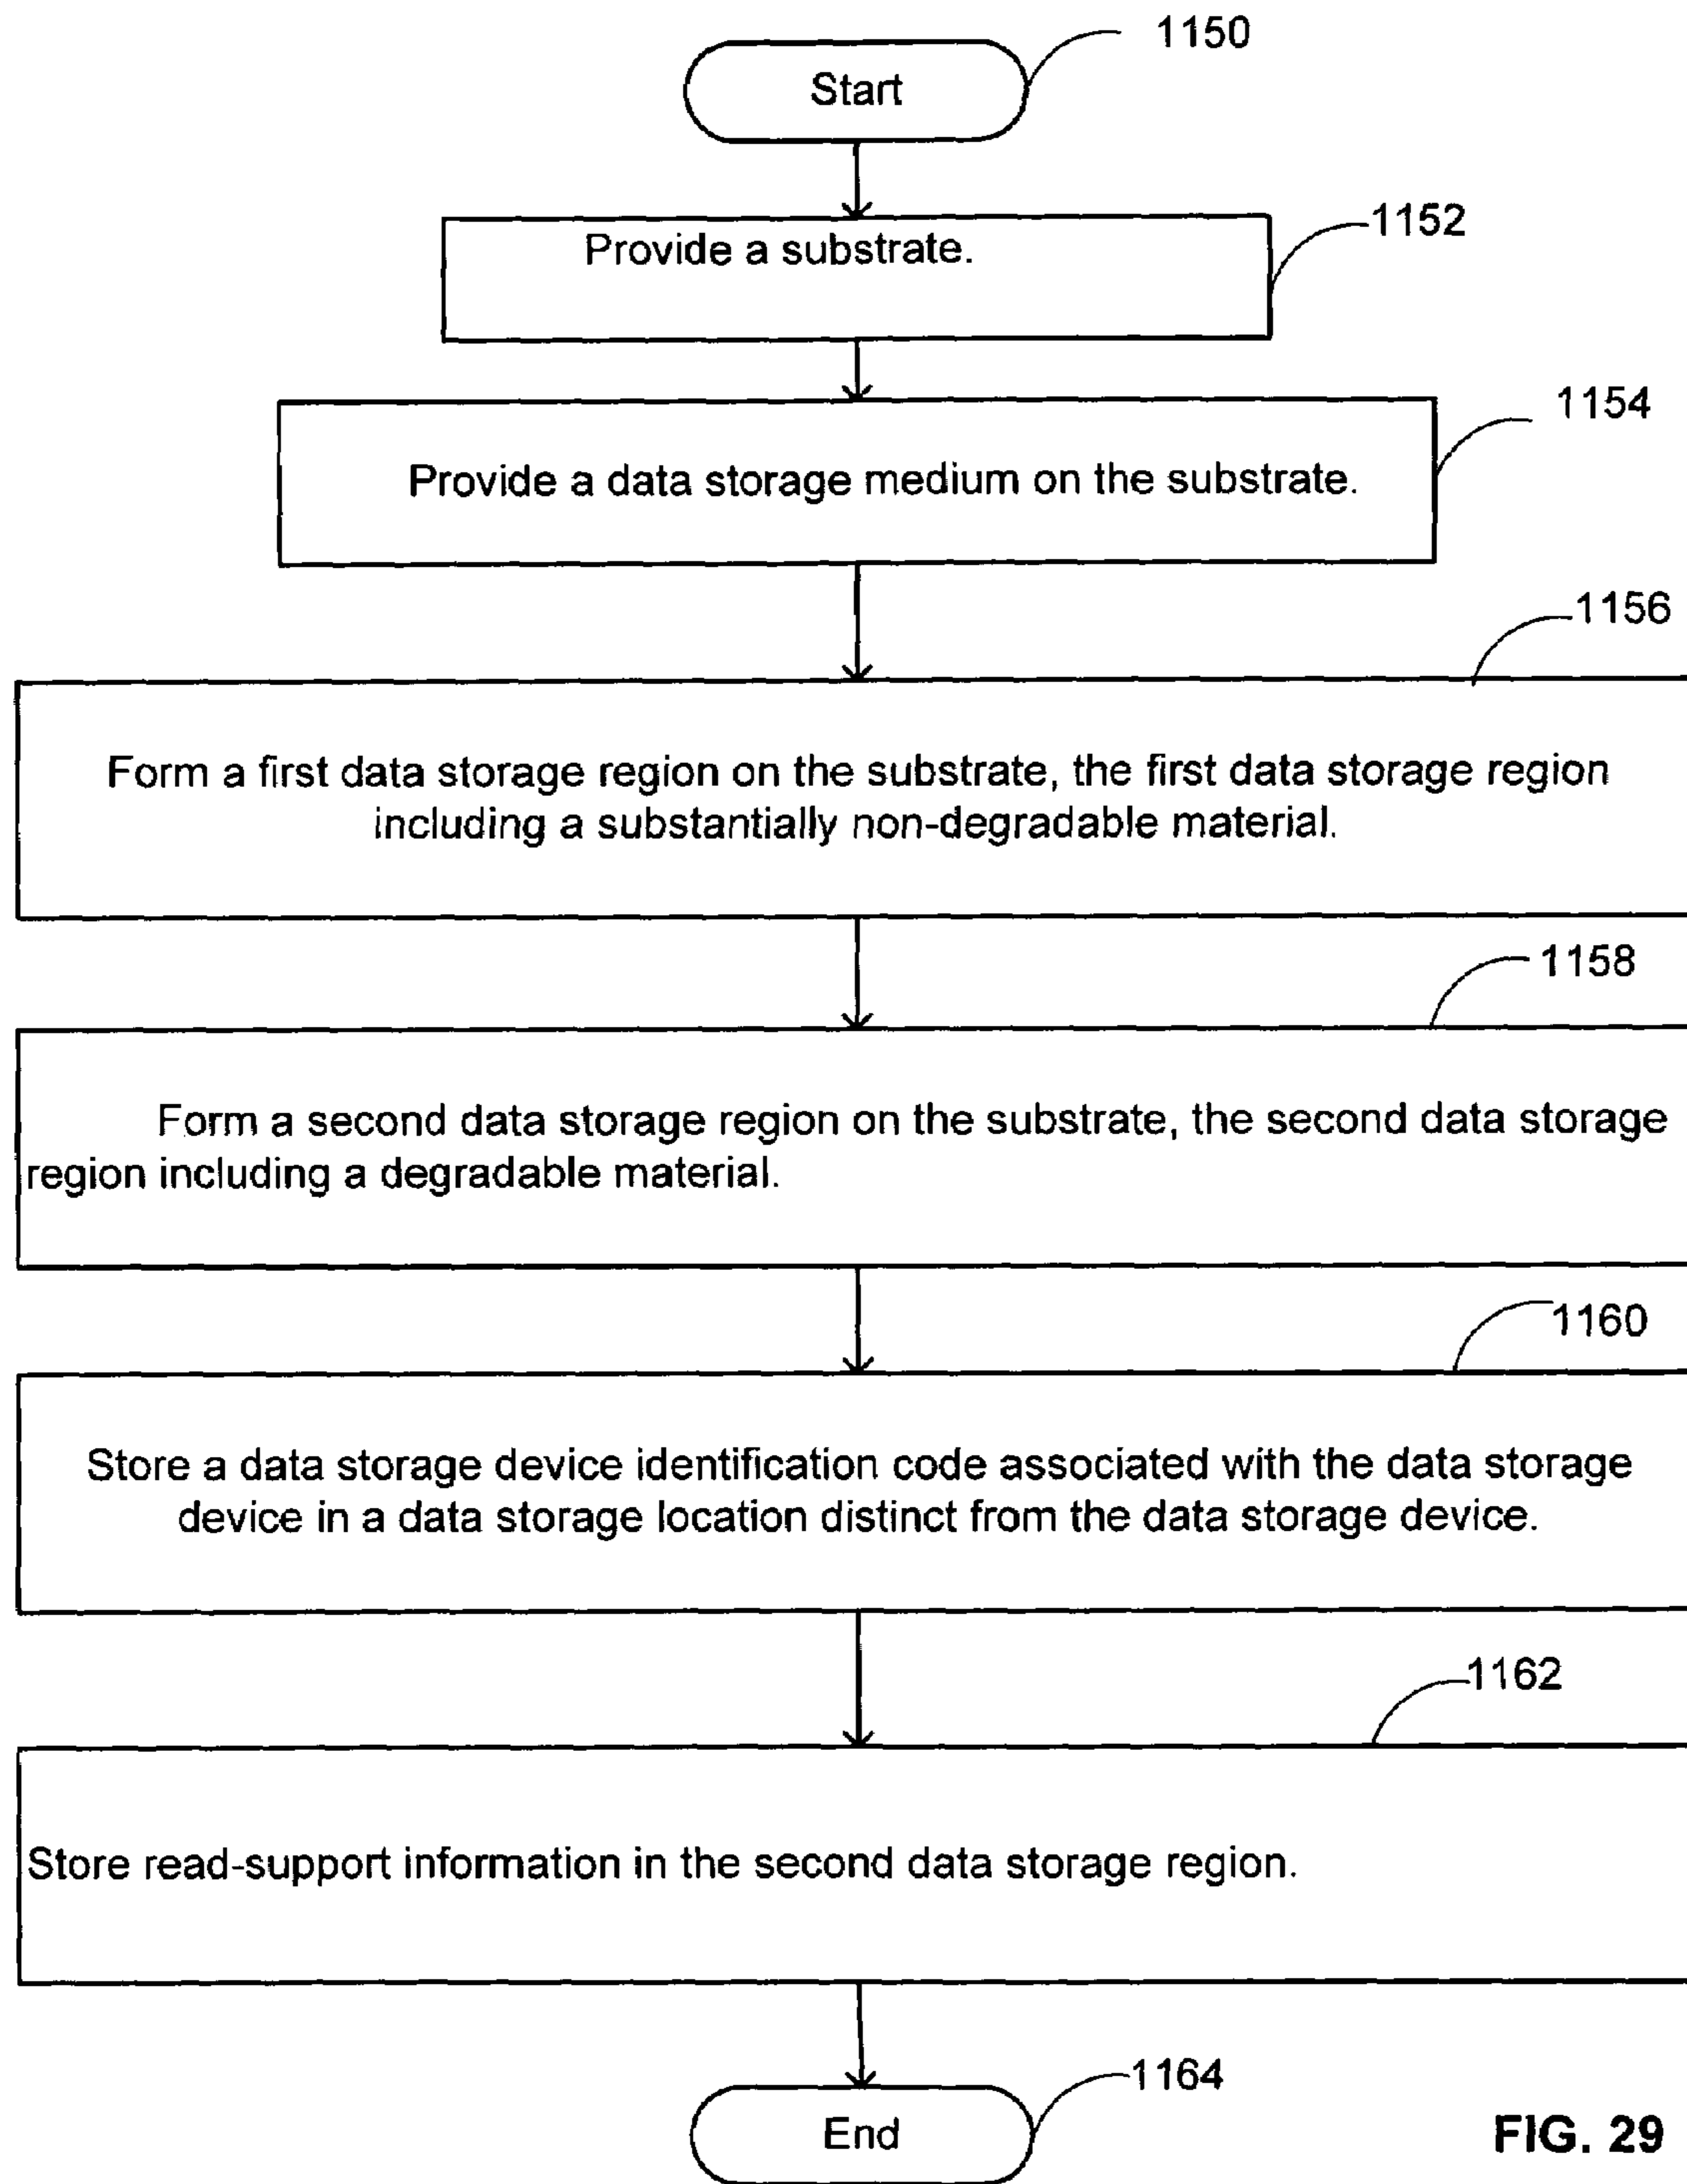 1150
Start
1152
Provide a substrate.
1154
Provide a data storage medium on the substrate.
1156
Form a first data storage region on the substrate, the first data storage region
including a substantially non-degradable material.
1158
Form a second data storage region on the substrate, the second data storage
region including a degradable material.
1160
Store a data storage device identification code associated with the data storage
device in a data storage location distinct from the data storage device.
1162
Store read-support information in the second data storage region.
1164
End
FIG. 29